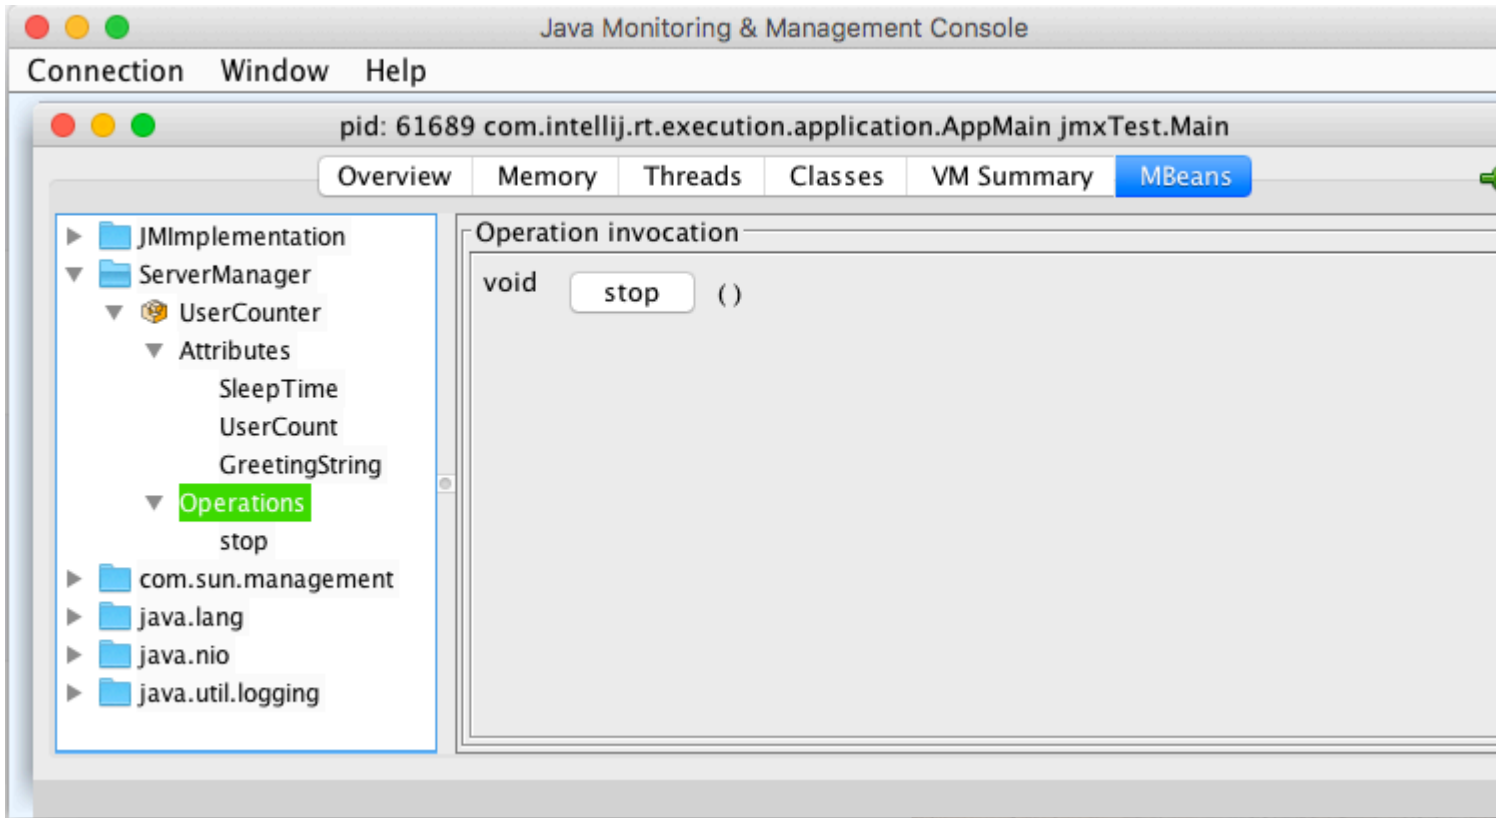 Java Monitoring & Management Console
Connection Window Help
pid: 61689 com.intellij.rt.execution.application.AppMain jmxTest.Main
Overview Memory Threads Classes VM Summary MBeans
JMImplementation
ServerManager
UserCounter
Attributes
SleepTime
UserCount
GreetingString
Operations
stop
com.sun.management
java.lang
java.nio
java.util.logging
Operation invocation
void stop ()